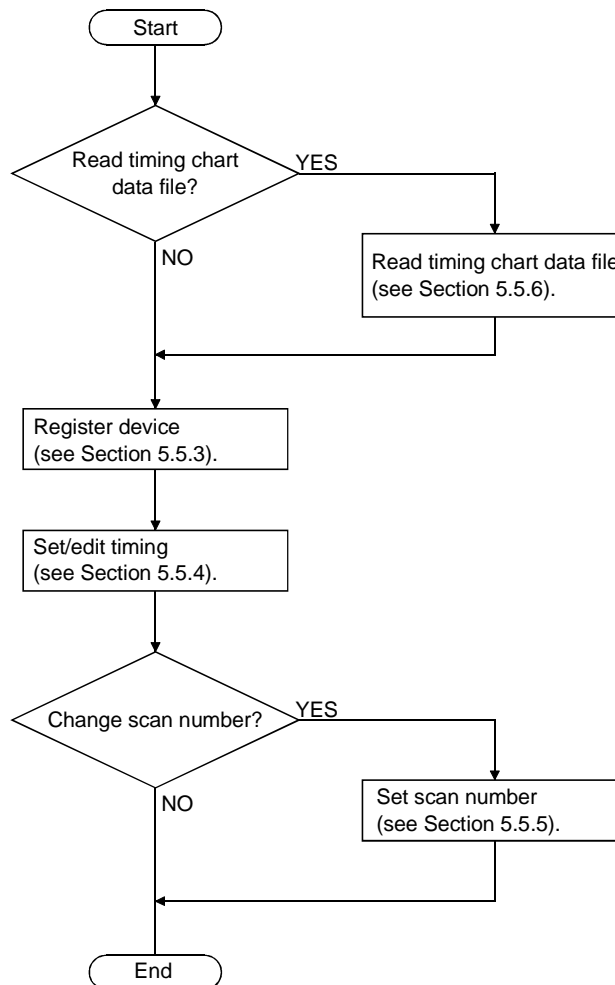 Start
Read timing chart
data file?
YES
NO
Read timing chart data file
(see Section 5.5.6).
Register device
(see Section 5.5.3).
Set/edit timing
(see Section 5.5.4).
Change scan number?
YES
NO
Set scan number
(see Section 5.5.5).
End